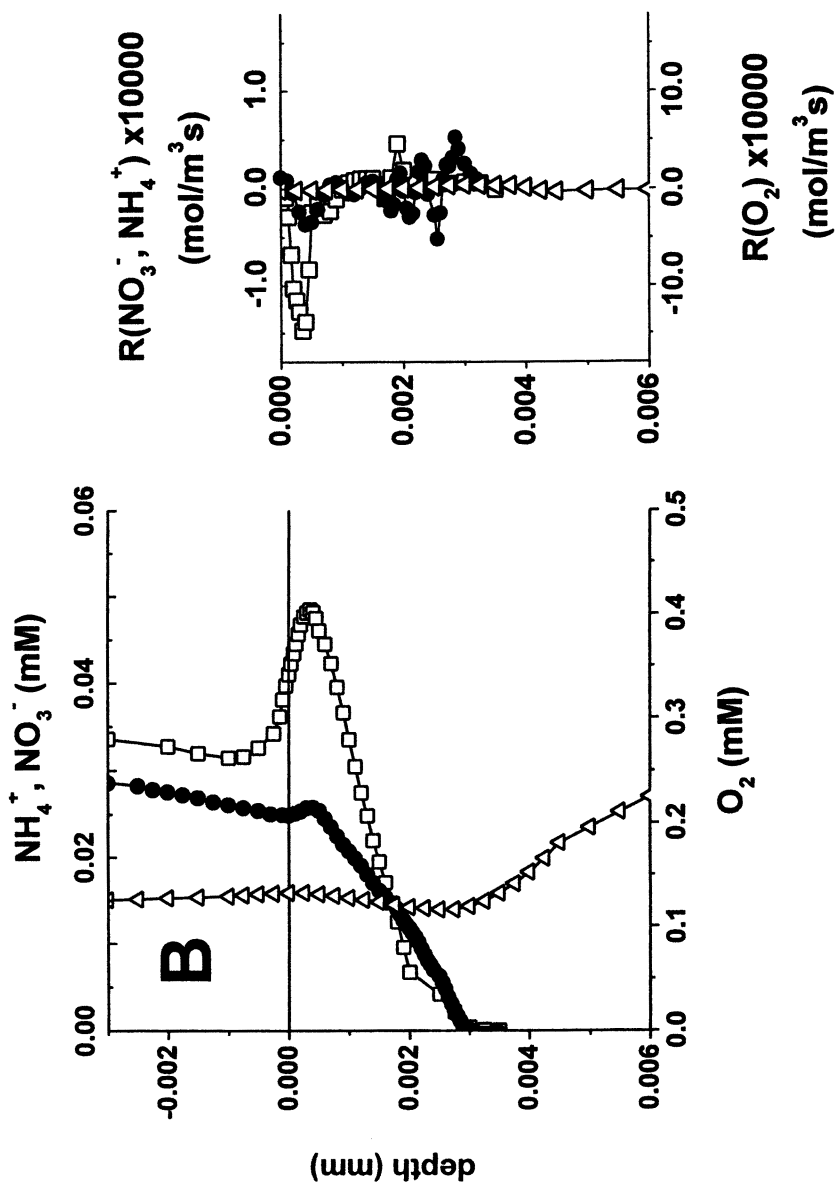 NH₄⁺, NO₃⁻ (mM)
0.00 0.02 0.04 0.06
B
depth (mm)
-0.002
0.000
0.002
0.004
0.006
0.0 0.1 0.2 0.3 0.4 0.5
O₂ (mM)
R(NO₃⁻, NH₄⁺) x10000
(mol/m³s)
-1.0 0.0 1.0
0.000
0.002
0.004
0.006
-10.0 0.0 10.0
R(O₂) x10000
(mol/m³s)